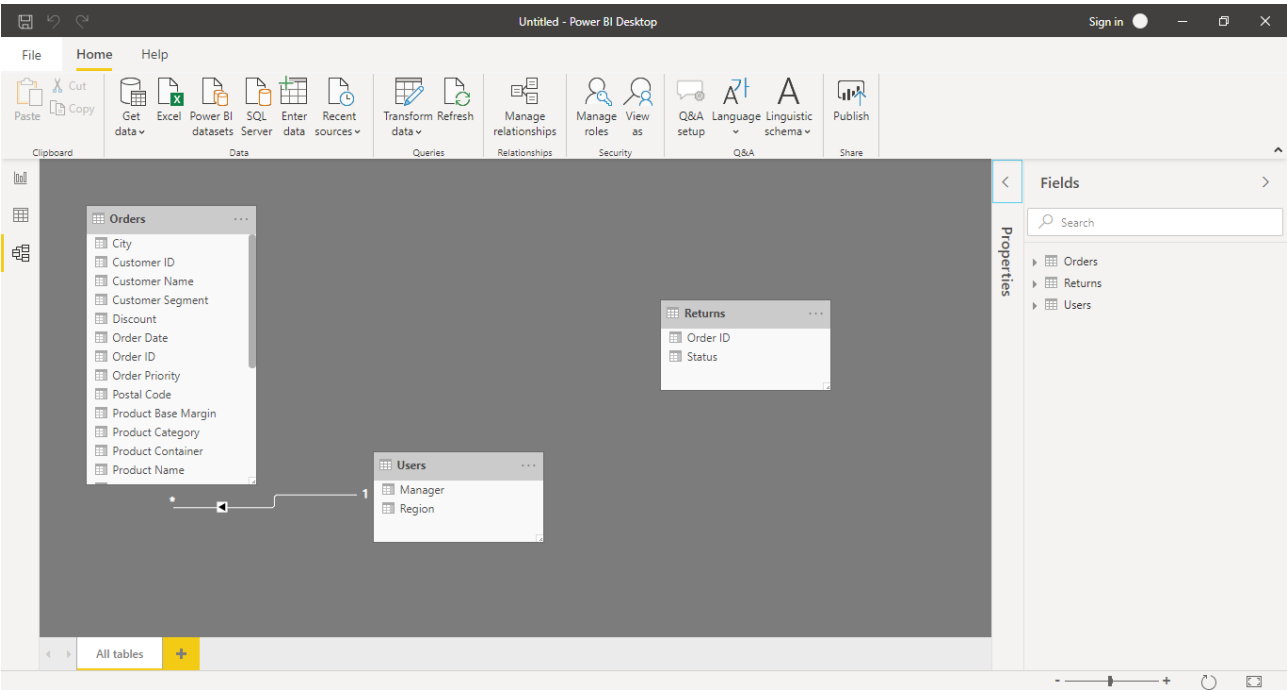 Untitled - Power BI Desktop
Sign in
File Home Help
Paste
Cut
Copy
Clipboard
Get data
Excel
Power BI datasets
SQL Server
Enter data
Recent sources
Data
Transform data
Refresh
Queries
Manage relationships
Relationships
Manage roles
View as
Security
Q&A setup
Language
Linguistic schema
Q&A
Publish
Share
Orders
City
Customer ID
Customer Name
Customer Segment
Discount
Order Date
Order ID
Order Priority
Postal Code
Product Base Margin
Product Category
Product Container
Product Name
*
1
Users
Manager
Region
Returns
Order ID
Status
Properties
Fields
Search
Orders
Returns
Users
All tables
+
- +